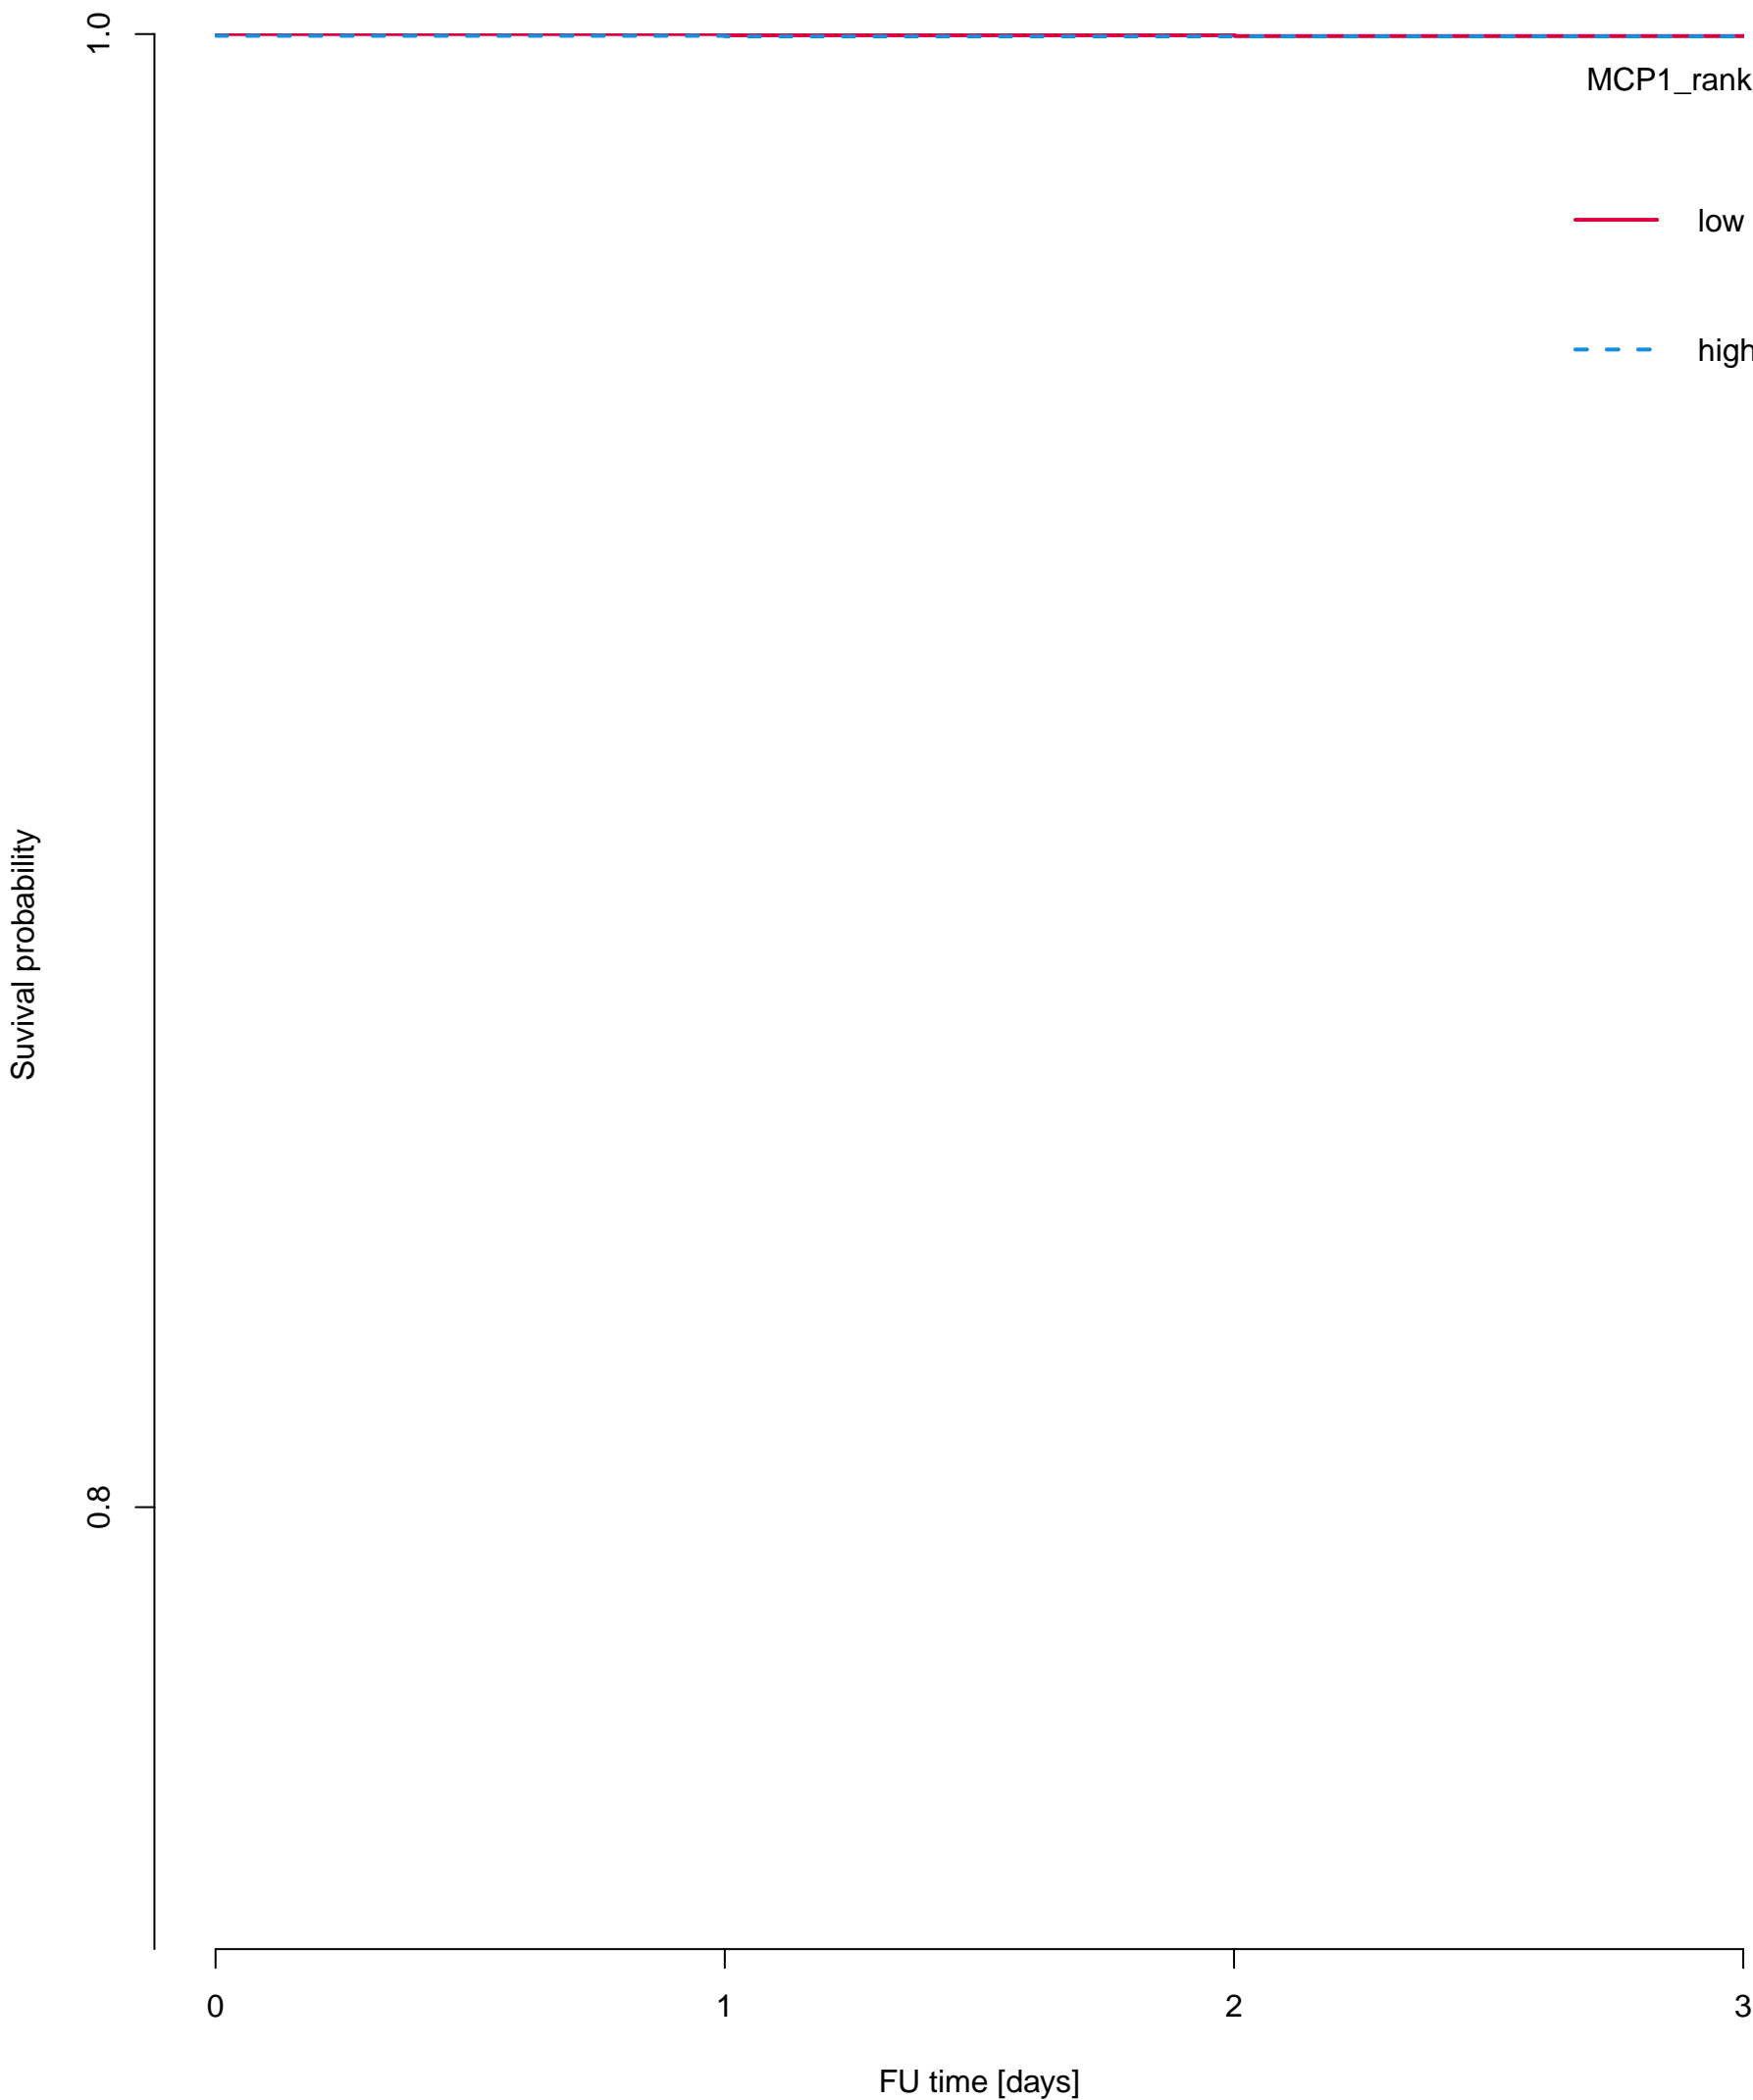 1.0
MCP1_rank
low
high
Suvival probability
0.8
0 1 2 3
FU time [days]